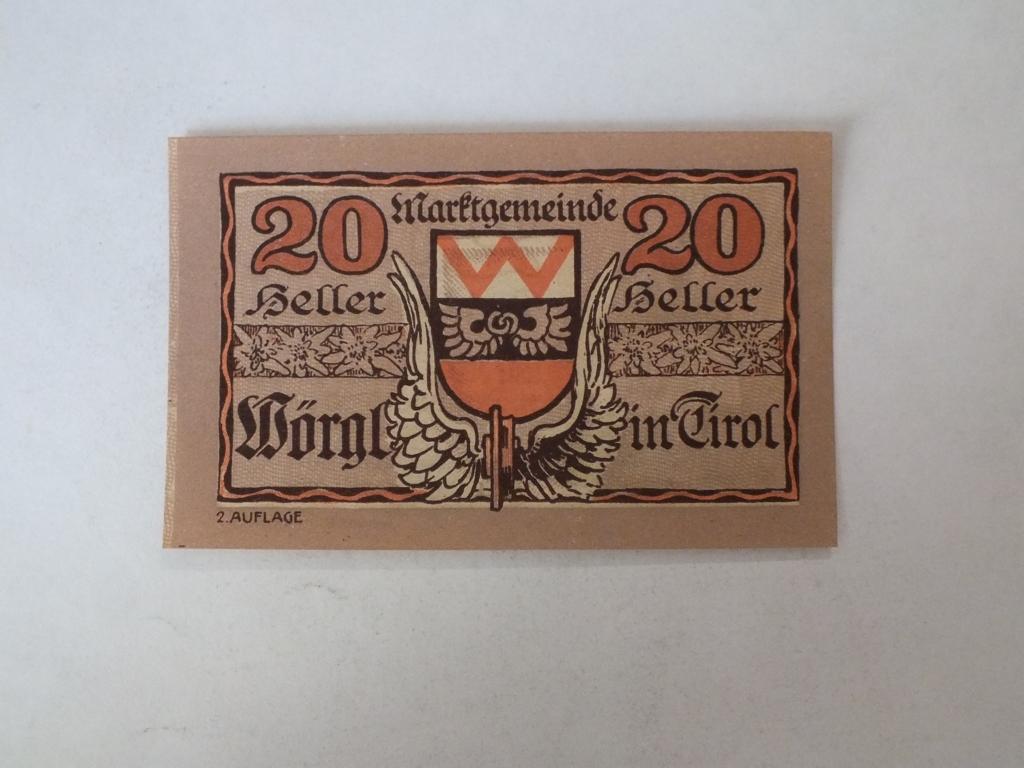 Marktgemeinde
20 20
Heller Heller
Wörgl in Tirol
2. AUFLAGE